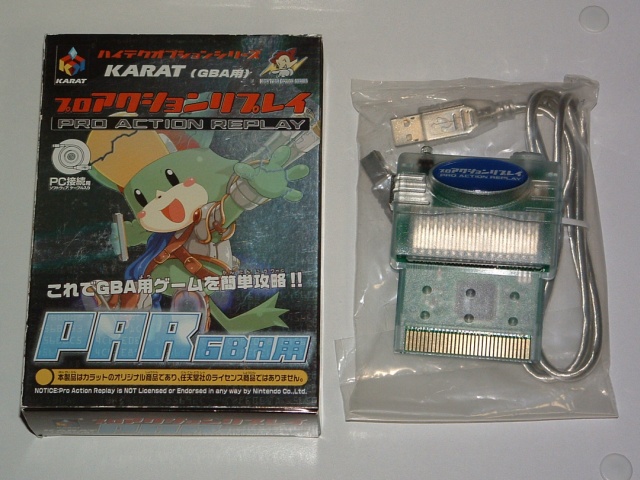 ハイテクオプションシリーズ
KARAT
KARAT (GBA用)
プロアクションリプレイ
PRO ACTION REPLAY
PC接続用
これでGBA用ゲームを簡単攻略!!
PAR GBA用
本製品はカラットのオリジナル商品であり、任天堂社のライセンス商品ではありません。
NOTICE:Pro Action Replay is NOT Licensed or Endorsed in any way by Nintendo Co.,Ltd.
プロアクションリプレイ
PRO ACTION REPLAY